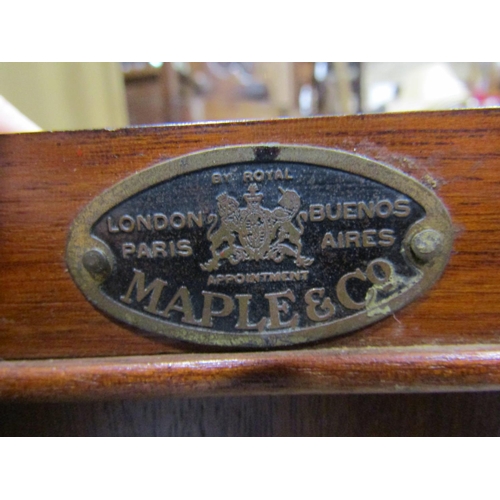 BY ROYAL
LONDON BUENOS
PARIS AIRES
APPOINTMENT
MAPLE & CO